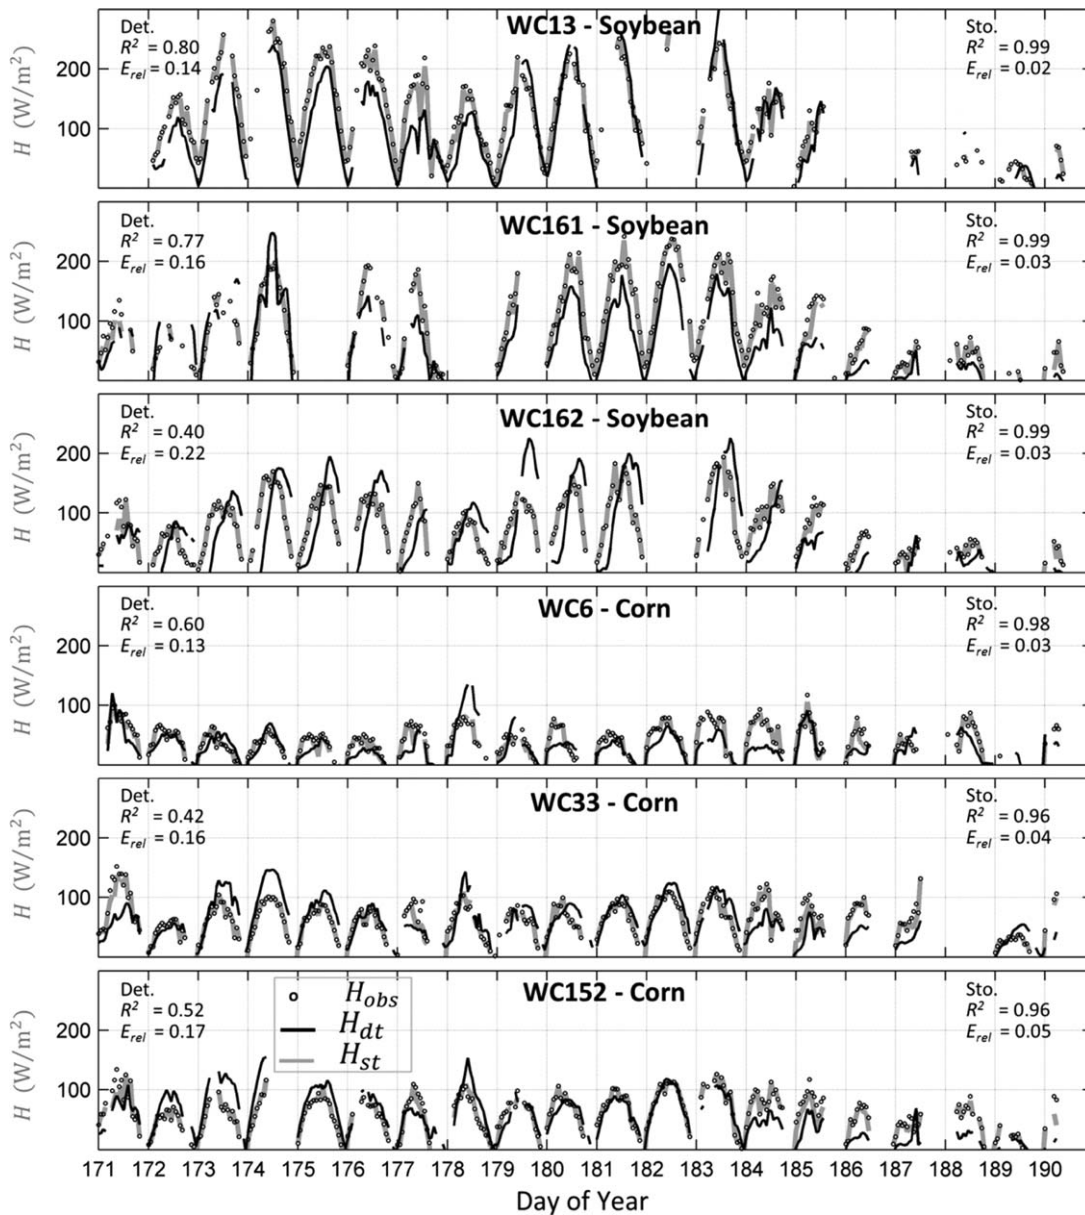 WC13 - Soybean
Det.
R² = 0.80
E_rel = 0.14
Sto.
R² = 0.99
E_rel = 0.02
H (W/m²)
200
100
WC161 - Soybean
Det.
R² = 0.77
E_rel = 0.16
Sto.
R² = 0.99
E_rel = 0.03
H (W/m²)
200
100
WC162 - Soybean
Det.
R² = 0.40
E_rel = 0.22
Sto.
R² = 0.99
E_rel = 0.03
H (W/m²)
200
100
WC6 - Corn
Det.
R² = 0.60
E_rel = 0.13
Sto.
R² = 0.98
E_rel = 0.03
H (W/m²)
200
100
WC33 - Corn
Det.
R² = 0.42
E_rel = 0.16
Sto.
R² = 0.96
E_rel = 0.04
H (W/m²)
200
100
WC152 - Corn
Det.
R² = 0.52
E_rel = 0.17
H_obs
H_dt
H_st
Sto.
R² = 0.96
E_rel = 0.05
H (W/m²)
200
100
171 172 173 174 175 176 177 178 179 180 181 182 183 184 185 186 187 188 189 190
Day of Year